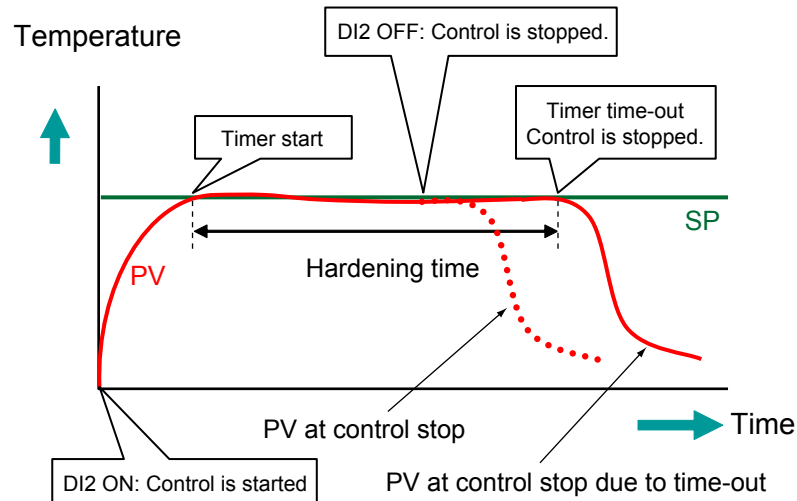 Temperature
DI2 OFF: Control is stopped.
Timer start
Timer time-out
Control is stopped.
SP
PV
Hardening time
PV at control stop
Time
DI2 ON: Control is started
PV at control stop due to time-out